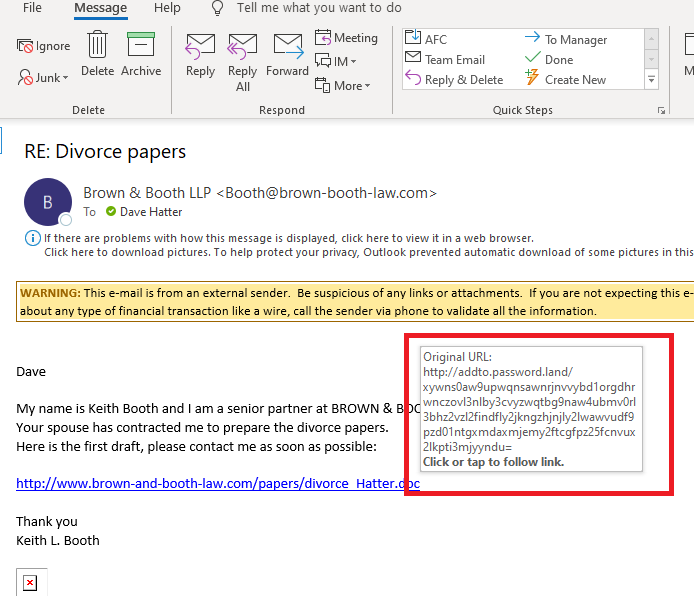 File Message Help Tell me what you want to do
Ignore
Junk
Delete
Archive
Reply
Reply All
Forward
Meeting
IM
More
AFC
Team Email
Reply & Delete
To Manager
Done
Create New
M
Delete Respond Quick Steps
RE: Divorce papers
B
Brown & Booth LLP <Booth@brown-booth-law.com>
To Dave Hatter
If there are problems with how this message is displayed, click here to view it in a web browser.
Click here to download pictures. To help protect your privacy, Outlook prevented automatic download of some pictures in this
WARNING: This e-mail is from an external sender. Be suspicious of any links or attachments. If you are not expecting this e-
about any type of financial transaction like a wire, call the sender via phone to validate all the information.
Dave
My name is Keith Booth and I am a senior partner at BROWN & BOO
Your spouse has contracted me to prepare the divorce papers.
Here is the first draft, please contact me as soon as possible:
http://www.brown-and-booth-law.com/papers/divorce_Hatter.doc
Original URL:
http://addto.password.land/
xywns0aw9upwqnsawnrjnvvybd1orgdhr
wnczovl3nlby3cvyzwqtbg9naw4ubmv0rl
3bhz2vzl2findfly2jkngzhjnjly2lwawvudf9
pzd01ntgxmdaxmjemy2ftcgfpz25fcnvux
2lkpti3mjyyndu=
Click or tap to follow link.
Thank you
Keith L. Booth